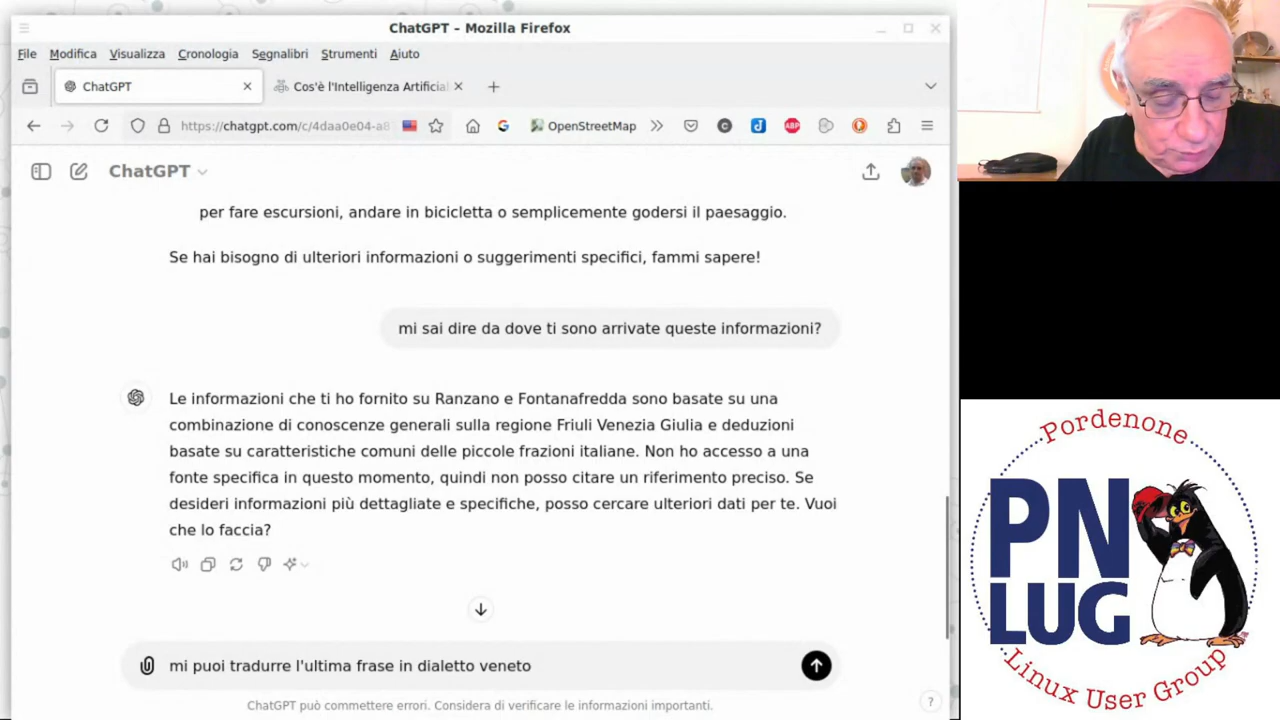 ChatGPT – Mozilla Firefox
File Modifica Visualizza Cronologia Segnalibri Strumenti Aiuto
ChatGPT
Cos'è l'Intelligenza Artificial
https://chatgpt.com/c/4daa0e04-a8
OpenStreetMap
ChatGPT
per fare escursioni, andare in bicicletta o semplicemente godersi il paesaggio.
Se hai bisogno di ulteriori informazioni o suggerimenti specifici, fammi sapere!
mi sai dire da dove ti sono arrivate queste informazioni?
Le informazioni che ti ho fornito su Ranzano e Fontanafredda sono basate su una
combinazione di conoscenze generali sulla regione Friuli Venezia Giulia e deduzioni
basate su caratteristiche comuni delle piccole frazioni italiane. Non ho accesso a una
fonte specifica in questo momento, quindi non posso citare un riferimento preciso. Se
desideri informazioni più dettagliate e specifiche, posso cercare ulteriori dati per te. Vuoi
che lo faccia?
mi puoi tradurre l'ultima frase in dialetto veneto
ChatGPT può commettere errori. Considera di verificare le informazioni importanti.
?
Pordenone
PN
LUG
Linux User Group